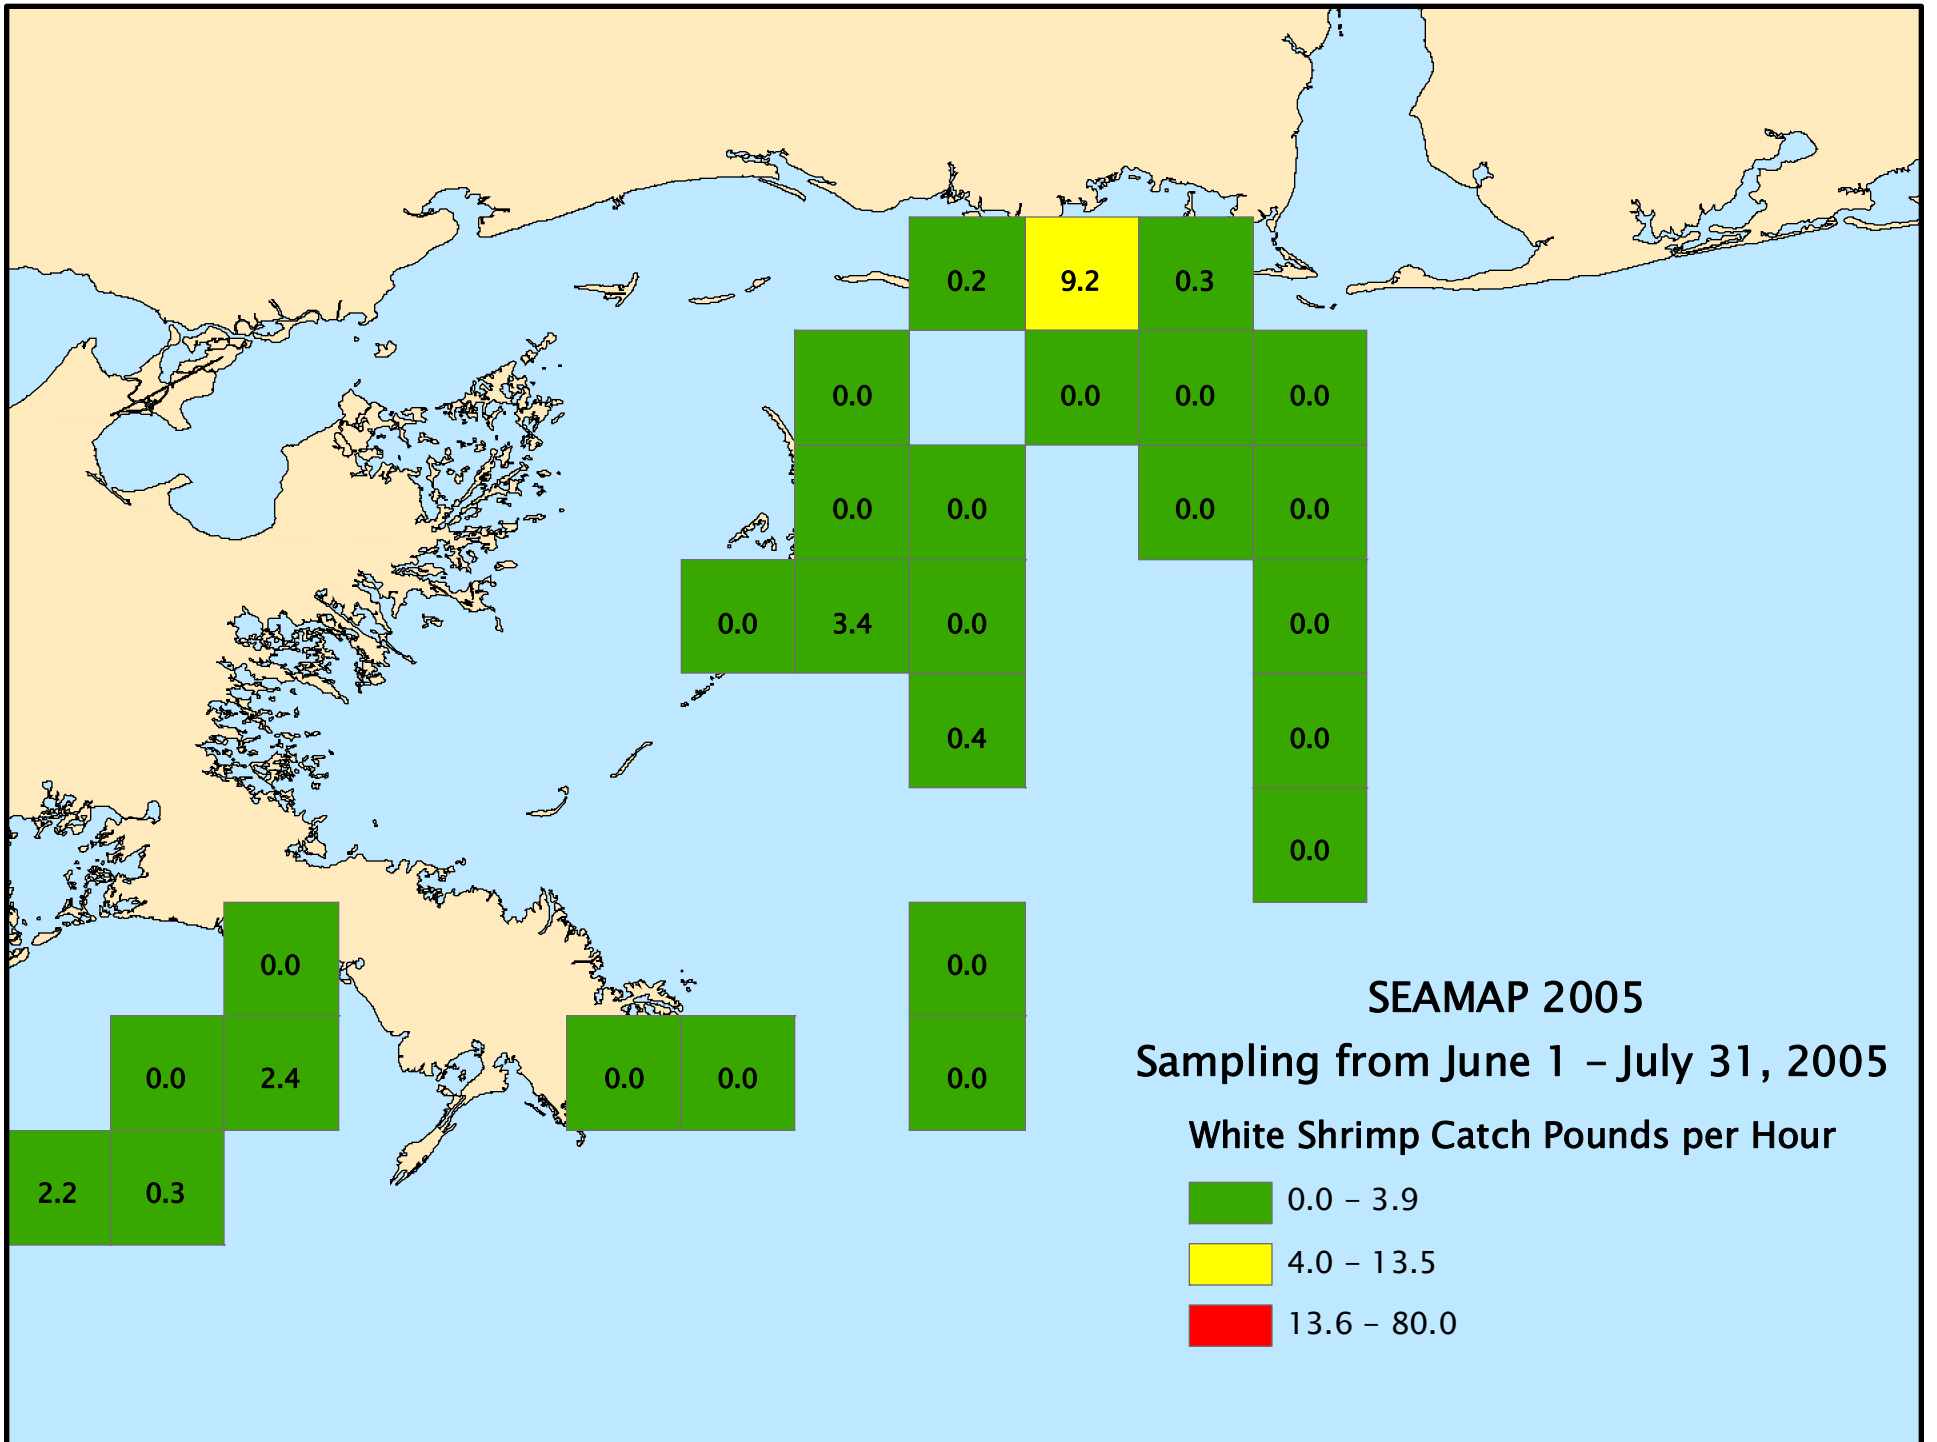 0.2 9.2 0.3
0.0 0.0 0.0 0.0
0.0 0.0 0.0 0.0
0.0 3.4 0.0 0.0
0.4 0.0
0.0
0.0 0.0
0.0 2.4 0.0 0.0 0.0
2.2 0.3
SEAMAP 2005
Sampling from June 1 – July 31, 2005
White Shrimp Catch Pounds per Hour
0.0 – 3.9
4.0 – 13.5
13.6 – 80.0